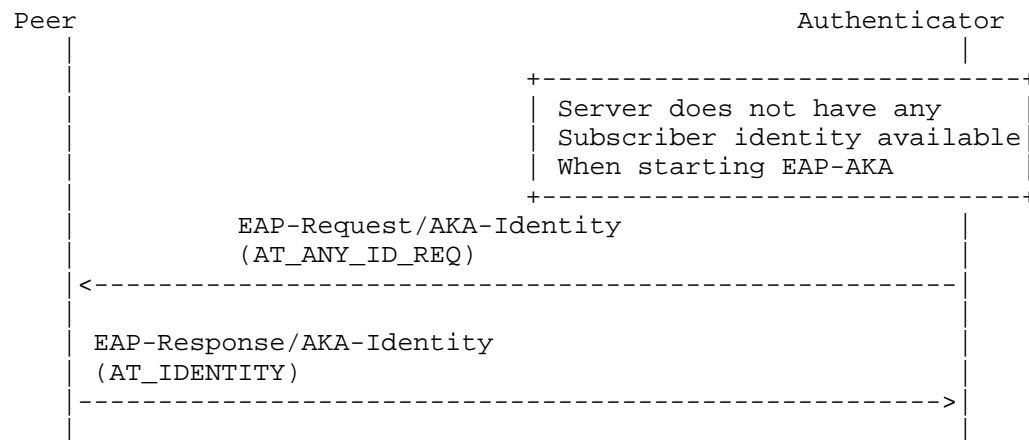 Peer Authenticator
Server does not have any
Subscriber identity available
When starting EAP-AKA
EAP-Request/AKA-Identity
(AT_ANY_ID_REQ)
EAP-Response/AKA-Identity
(AT_IDENTITY)